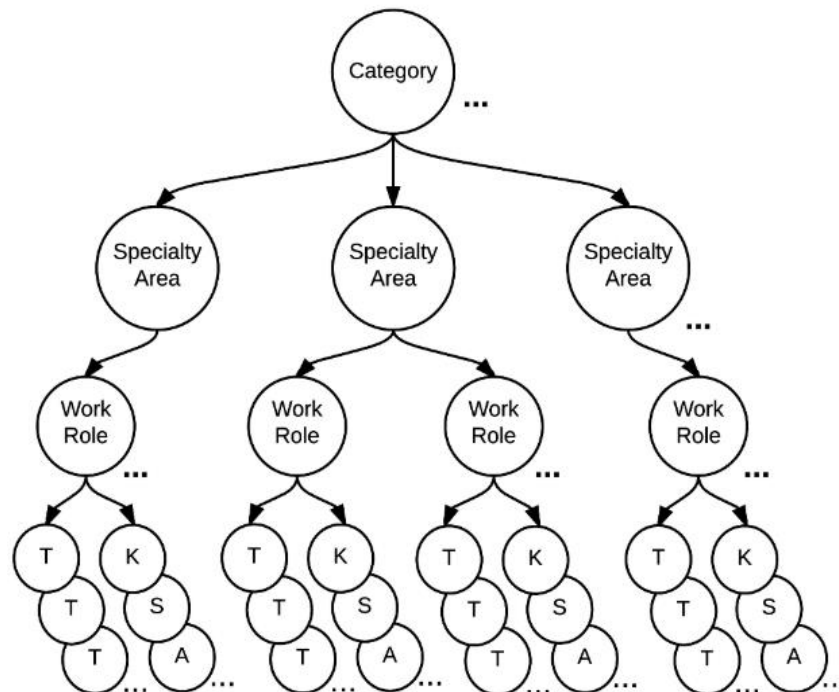 Category
...
Specialty
Area
Specialty
Area
Specialty
Area
...
Work
Role
...
Work
Role
Work
Role
...
Work
Role
...
T K T K T K T K
T S T S T S T S
T ... A ... T ... A ... T ... A ... T ... A ...